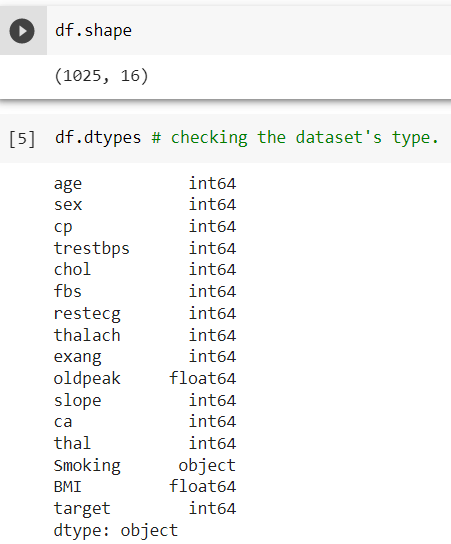 df.shape
(1025, 16)
[5] df.dtypes # checking the dataset's type.
age int64
sex int64
cp int64
trestbps int64
chol int64
fbs int64
restecg int64
thalach int64
exang int64
oldpeak float64
slope int64
ca int64
thal int64
Smoking object
BMI float64
target int64
dtype: object